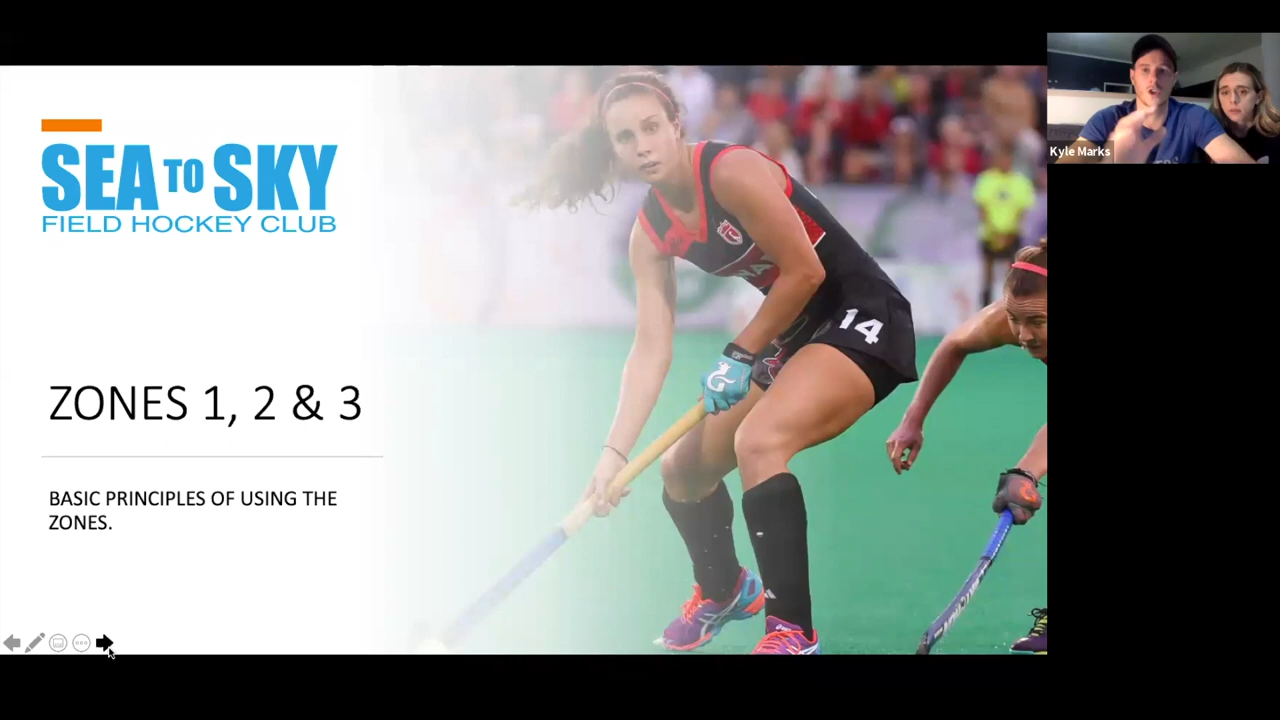 SEA TO SKY
FIELD HOCKEY CLUB
ZONES 1, 2 & 3
BASIC PRINCIPLES OF USING THE
ZONES.
14
Kyle Marks